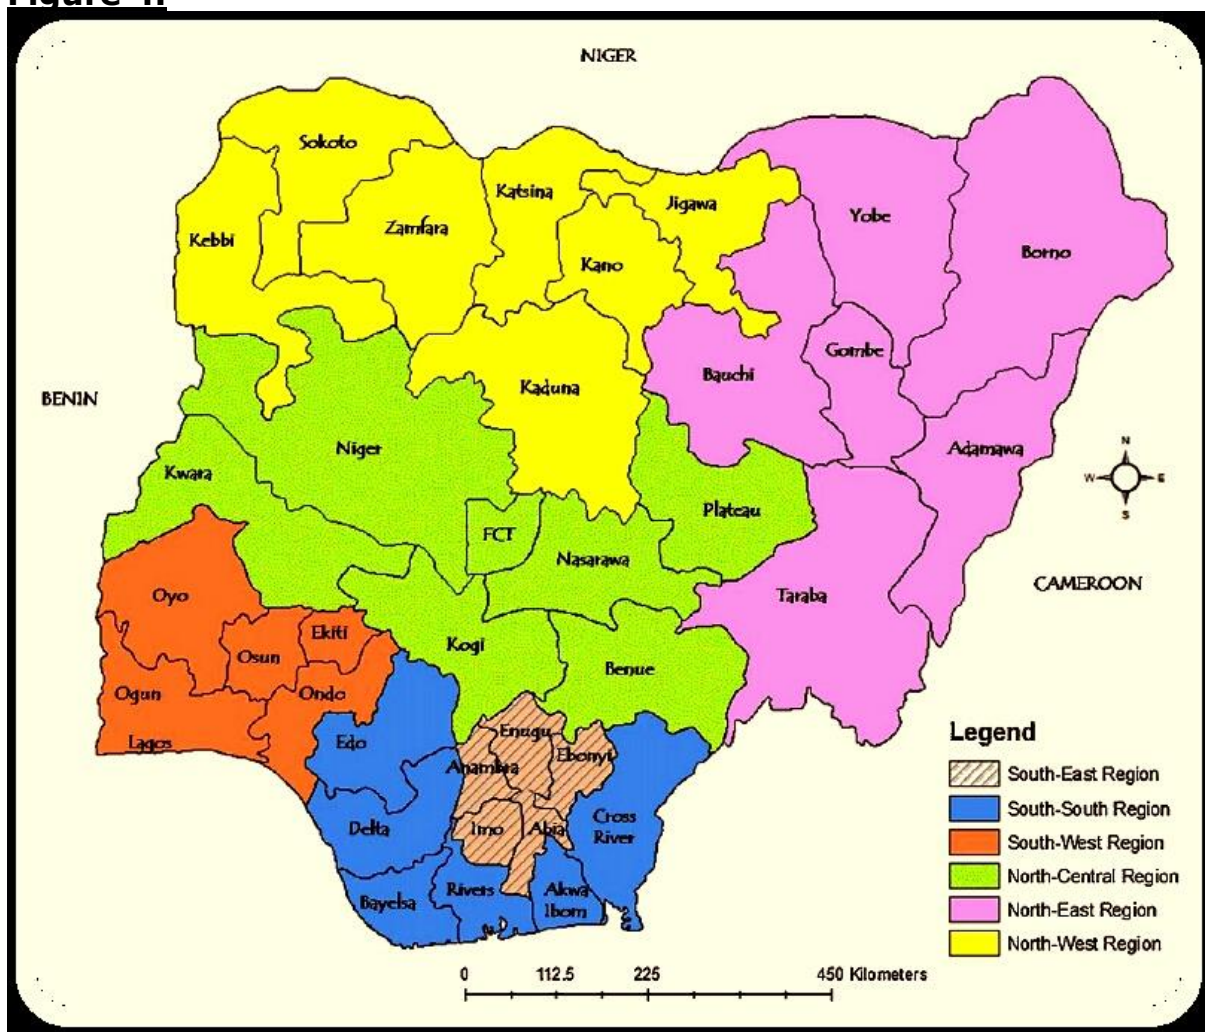 Figure 4:
NIGER
Sokoto
Katsina
Jigawa
Yobe
Zamfara
Kebbi
Borno
Kano
Gombe
Bauchi
Kaduna
BENIN
Niger
Adamawa
N
Kwara
W
E
Plateau
S
FCT
Nasarawa
CAMEROON
Oyo
Taraba
Ekiti
Kogi
Osun
Benue
Ogun
Ondo
Enugu
Legend
Lagos
Edo
Ebonyi
Anambra
South-East Region
South-South Region
Cross
River
Delta
Imo
Abia
South-West Region
North-Central Region
Rivers
Akwa
Ibom
Bayelsa
North-East Region
North-West Region
0 112.5 225 450 Kilometers